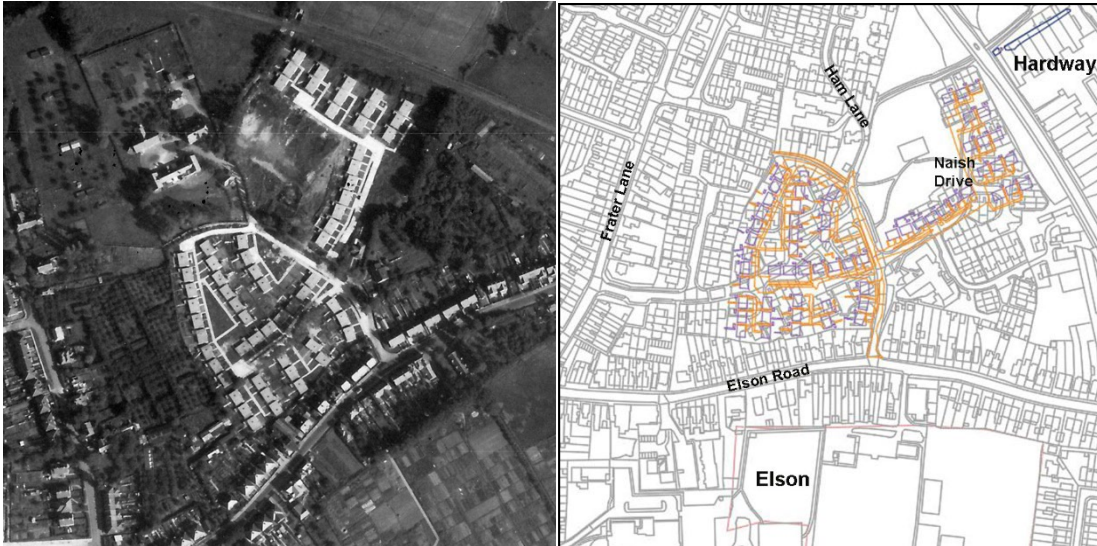 Hardway
Ham Lane
Frater Lane
Naish
Drive
Elson Road
Elson